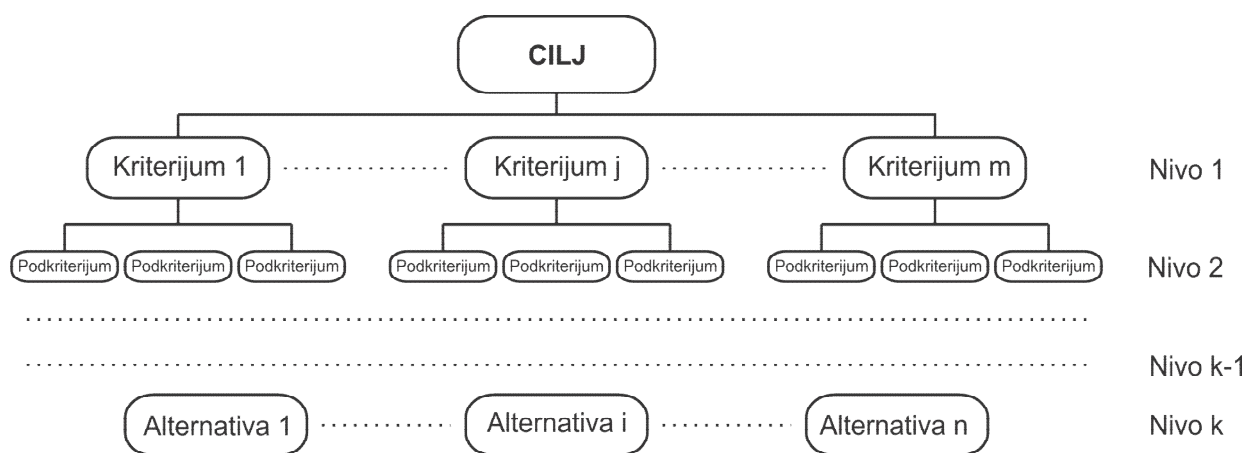 CILJ
Kriterijum 1 Kriterijum j Kriterijum m Nivo 1
Podkriterijum Podkriterijum Podkriterijum Podkriterijum Podkriterijum Podkriterijum Podkriterijum Podkriterijum Podkriterijum Nivo 2
Nivo k-1
Alternativa 1 Alternativa i Alternativa n Nivo k